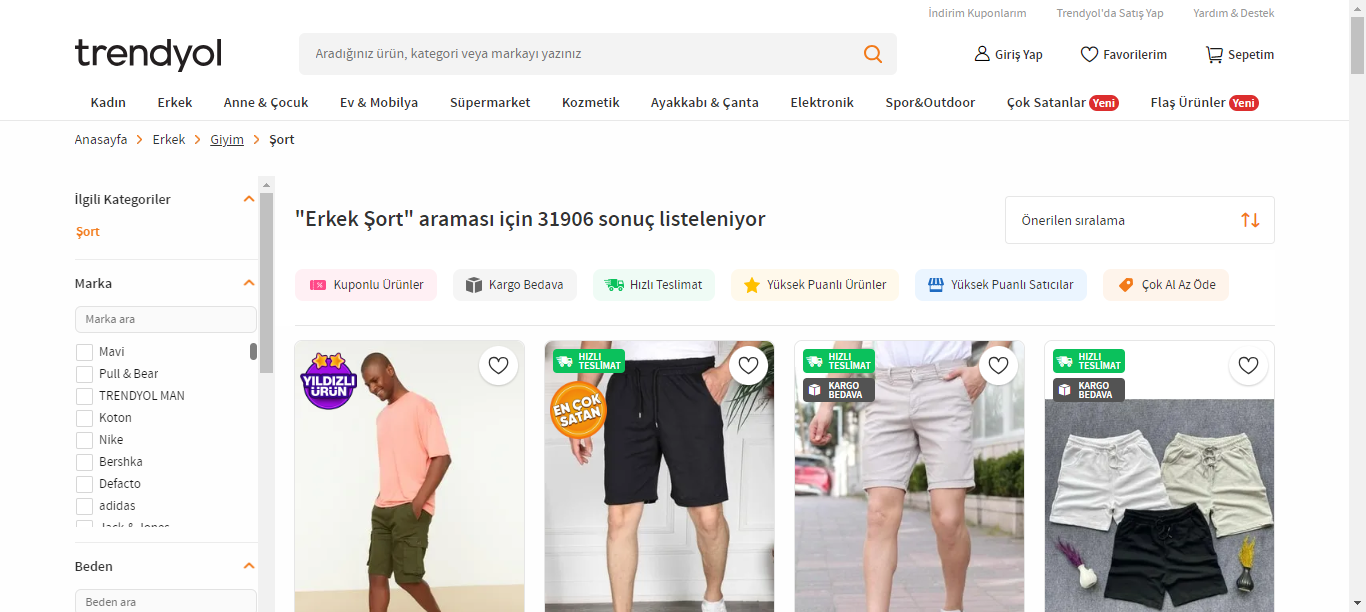 İndirim Kuponlarım Trendyol'da Satış Yap Yardım & Destek
trendyol
Aradığınız ürün, kategori veya markayı yazınız
Giriş Yap Favorilerim Sepetim
Kadın Erkek Anne & Çocuk Ev & Mobilya Süpermarket Kozmetik Ayakkabı & Çanta Elektronik Spor&Outdoor Çok Satanlar Yeni Flaş Ürünler Yeni
Anasayfa Erkek Giyim Şort
İlgili Kategoriler
Şort
Marka
Marka ara
Mavi
Pull & Bear
TRENDYOL MAN
Koton
Nike
Bershka
Defacto
adidas
Jack & Jones
Beden
Beden ara
"Erkek Şort" araması için 31906 sonuç listeleniyor
Önerilen sıralama
Kuponlu Ürünler Kargo Bedava Hızlı Teslimat Yüksek Puanlı Ürünler Yüksek Puanlı Satıcılar Çok Al Az Öde
YILDIZLI
ÜRÜN
HIZLI
TESLİMAT
EN ÇOK
SATAN
HIZLI
TESLİMAT
KARGO
BEDAVA
HIZLI
TESLİMAT
KARGO
BEDAVA